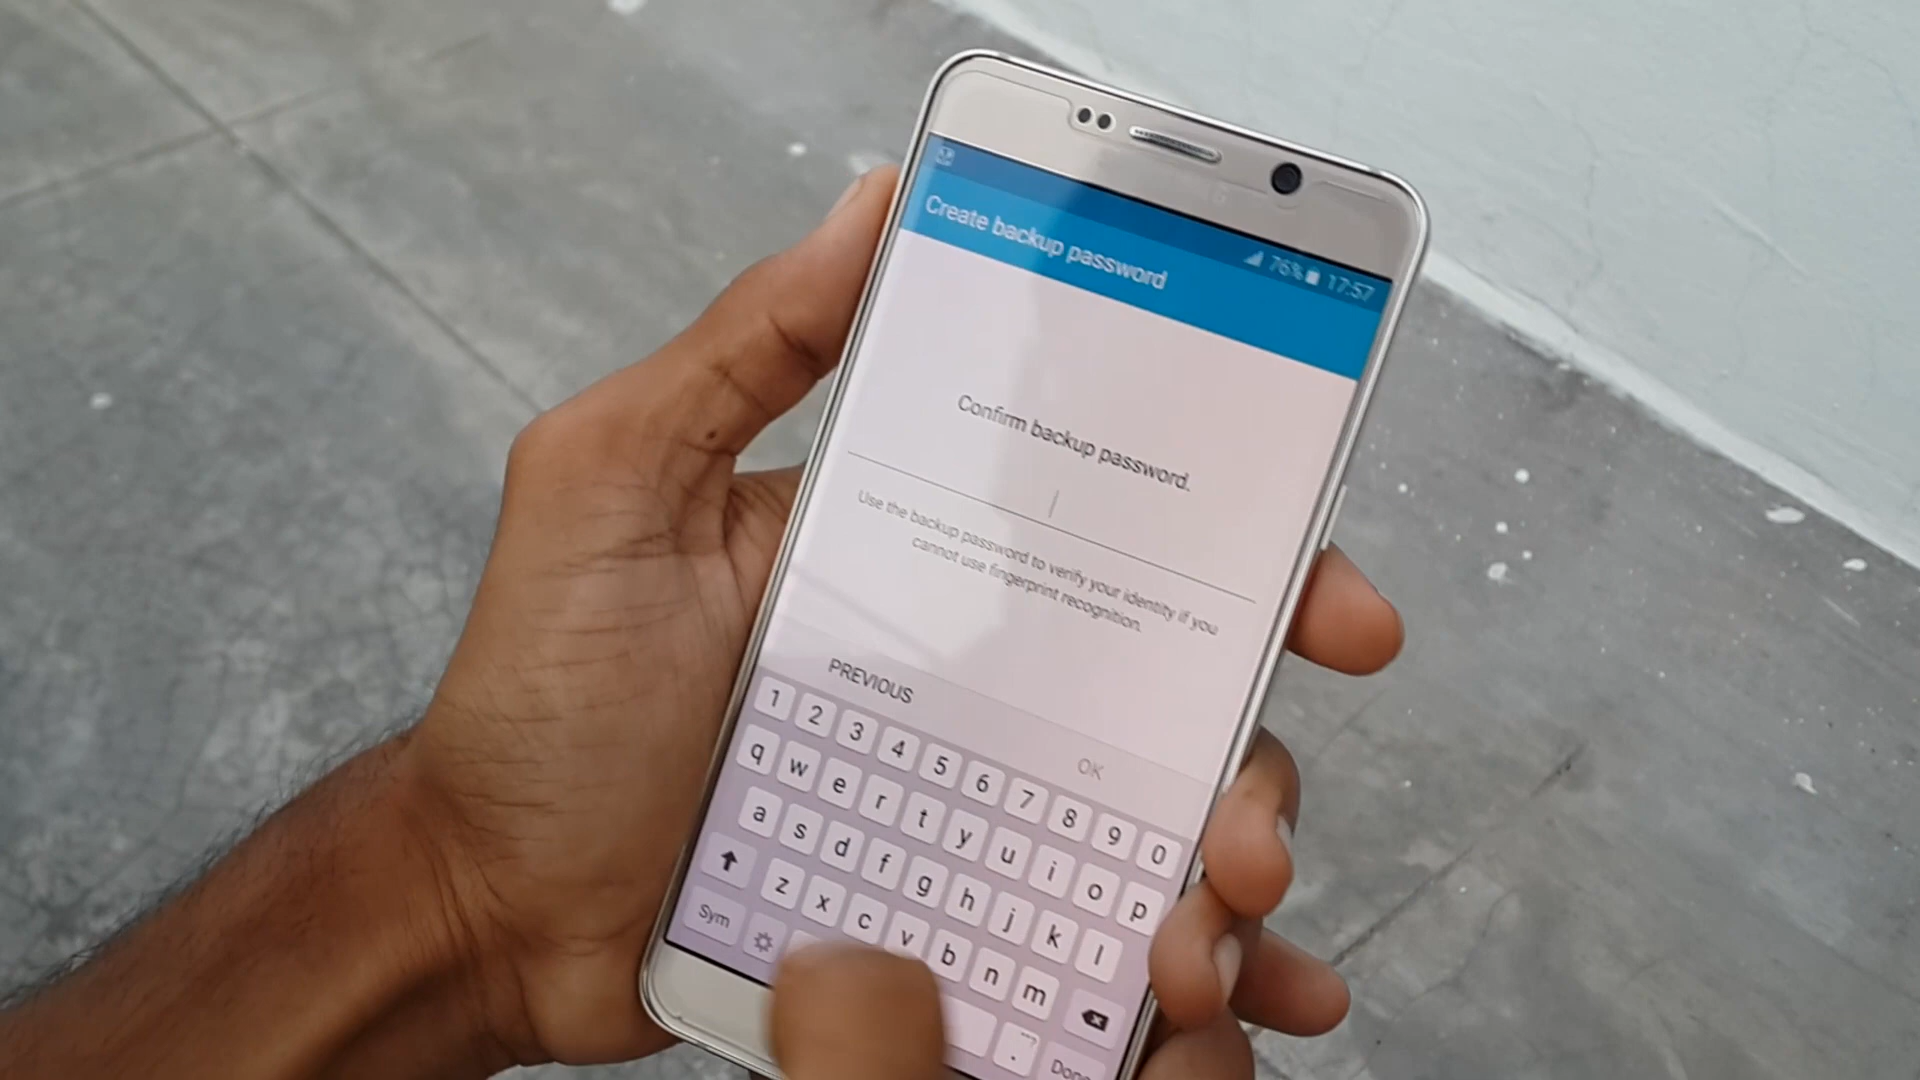 76% 17:57
Create backup password
Confirm backup password.
Use the backup password to verify your identity if you
cannot use fingerprint recognition.
PREVIOUS OK
1 2 3 4 5 6 7 8 9 0
q w e r t y u i o p
a s d f g h j k l
z x c v b n m
Sym . Done